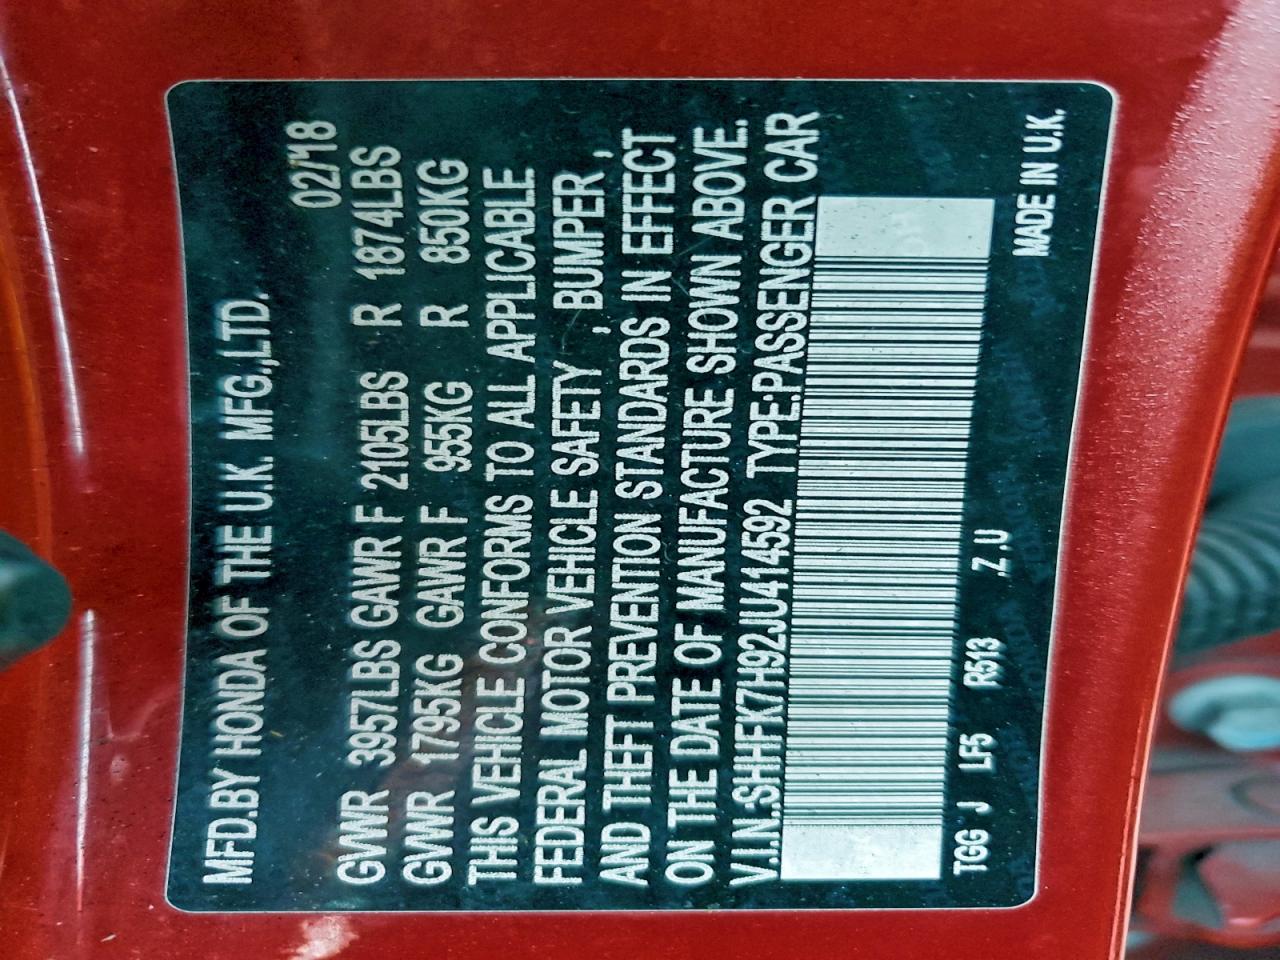 MFD.BY HONDA OF THE U.K. MFG.,LTD.
02/18
GVWR 3957LBS GAWR F 2105LBS R 1874LBS
GVWR 1795KG GAWR F 955KG R 850KG
THIS VEHICLE CONFORMS TO ALL APPLICABLE
FEDERAL MOTOR VEHICLE SAFETY , BUMPER ,
AND THEFT PREVENTION STANDARDS IN EFFECT
ON THE DATE OF MANUFACTURE SHOWN ABOVE.
V.I.N.:SHHFK7H92JU414592 TYPE:PASSENGER CAR
TGG J LF5 R513 .Z .U
MADE IN U.K.